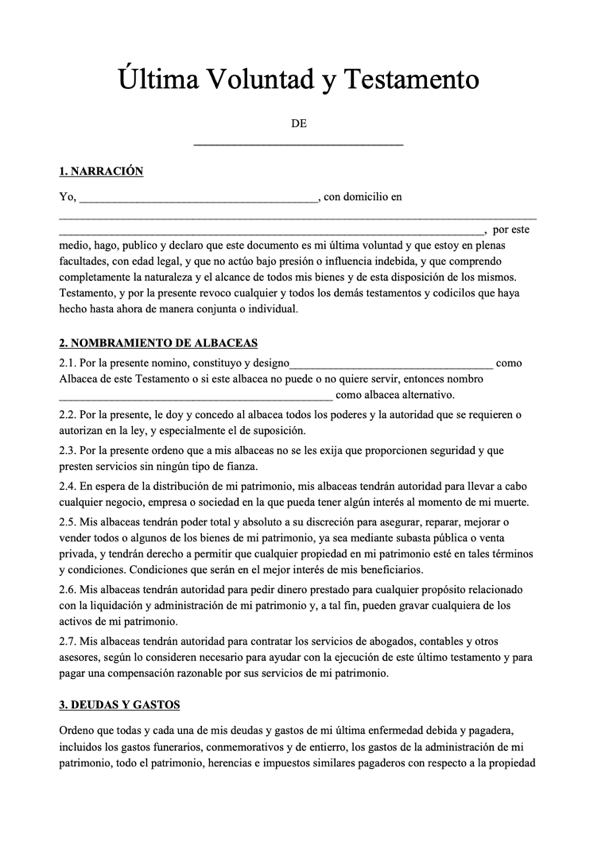 Última Voluntad y Testamento
DE
___________________________________
1. NARRACIÓN
Yo, ________________________________________, con domicilio en
________________________________________________________________________________
_______________________________________________________________________, por este
medio, hago, publico y declaro que este documento es mi última voluntad y que estoy en plenas
facultades, con edad legal, y que no actúo bajo presión o influencia indebida, y que comprendo
completamente la naturaleza y el alcance de todos mis bienes y de esta disposición de los mismos.
Testamento, y por la presente revoco cualquier y todos los demás testamentos y codicilos que haya
hecho hasta ahora de manera conjunta o individual.
2. NOMBRAMIENTO DE ALBACEAS
2.1. Por la presente nomino, constituyo y designo__________________________________ como
Albacea de este Testamento o si este albacea no puede o no quiere servir, entonces nombro
______________________________________________ como albacea alternativo.
2.2. Por la presente, le doy y concedo al albacea todos los poderes y la autoridad que se requieren o
autorizan en la ley, y especialmente el de suposición.
2.3. Por la presente ordeno que a mis albaceas no se les exija que proporcionen seguridad y que
presten servicios sin ningún tipo de fianza.
2.4. En espera de la distribución de mi patrimonio, mis albaceas tendrán autoridad para llevar a cabo
cualquier negocio, empresa o sociedad en la que pueda tener algún interés al momento de mi muerte.
2.5. Mis albaceas tendrán poder total y absoluto a su discreción para asegurar, reparar, mejorar o
vender todos o algunos de los bienes de mi patrimonio, ya sea mediante subasta pública o venta
privada, y tendrán derecho a permitir que cualquier propiedad en mi patrimonio esté en tales términos
y condiciones. Condiciones que serán en el mejor interés de mis beneficiarios.
2.6. Mis albaceas tendrán autoridad para pedir dinero prestado para cualquier propósito relacionado
con la liquidación y administración de mi patrimonio y, a tal fin, pueden gravar cualquiera de los
activos de mi patrimonio.
2.7. Mis albaceas tendrán autoridad para contratar los servicios de abogados, contables y otros
asesores, según lo consideren necesario para ayudar con la ejecución de este último testamento y para
pagar una compensación razonable por sus servicios de mi patrimonio.
3. DEUDAS Y GASTOS
Ordeno que todas y cada una de mis deudas y gastos de mi última enfermedad debida y pagadera,
incluidos los gastos funerarios, conmemorativos y de entierro, los gastos de la administración de mi
patrimonio, todo el patrimonio, herencias e impuestos similares pagaderos con respecto a la propiedad